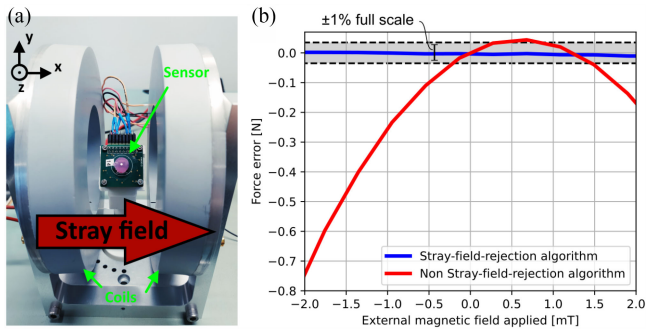 (a)
y
x
z
Sensor
Stray field
Coils
(b)
±1% full scale
Force error [N]
0.0
−0.1
−0.2
−0.3
−0.4
−0.5
−0.6
−0.7
−0.8
Stray-field-rejection algorithm
Non Stray-field-rejection algorithm
−2.0 −1.5 −1.0 −0.5 0.0 0.5 1.0 1.5 2.0
External magnetic field applied [mT]